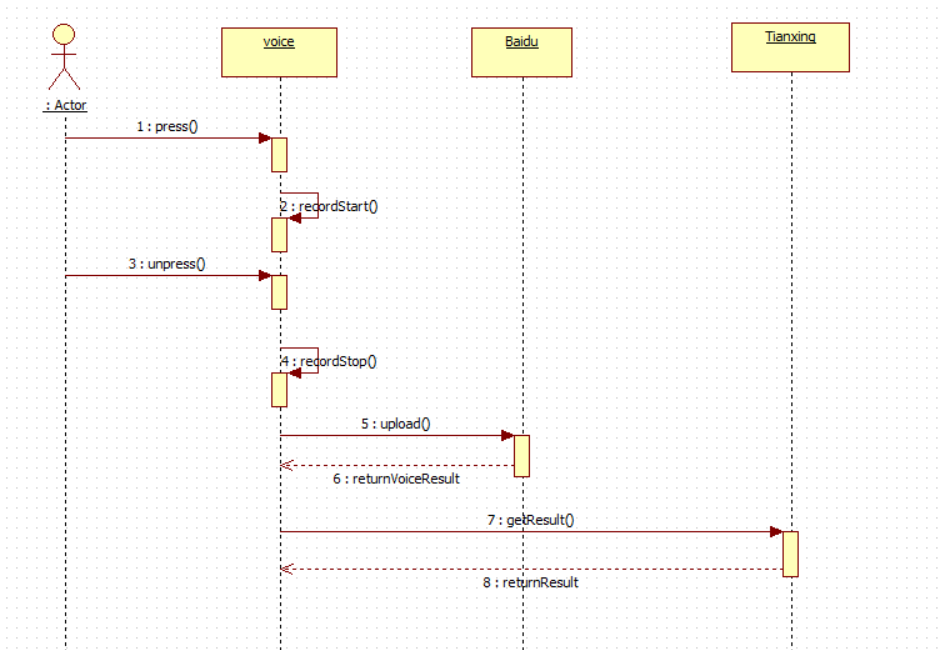 voice
Baidu
Tianxing
: Actor
1 : press()
2 : recordStart()
3 : unpress()
4 : recordStop()
5 : upload()
6 : returnVoiceResult
7 : getResult()
8 : returnResult